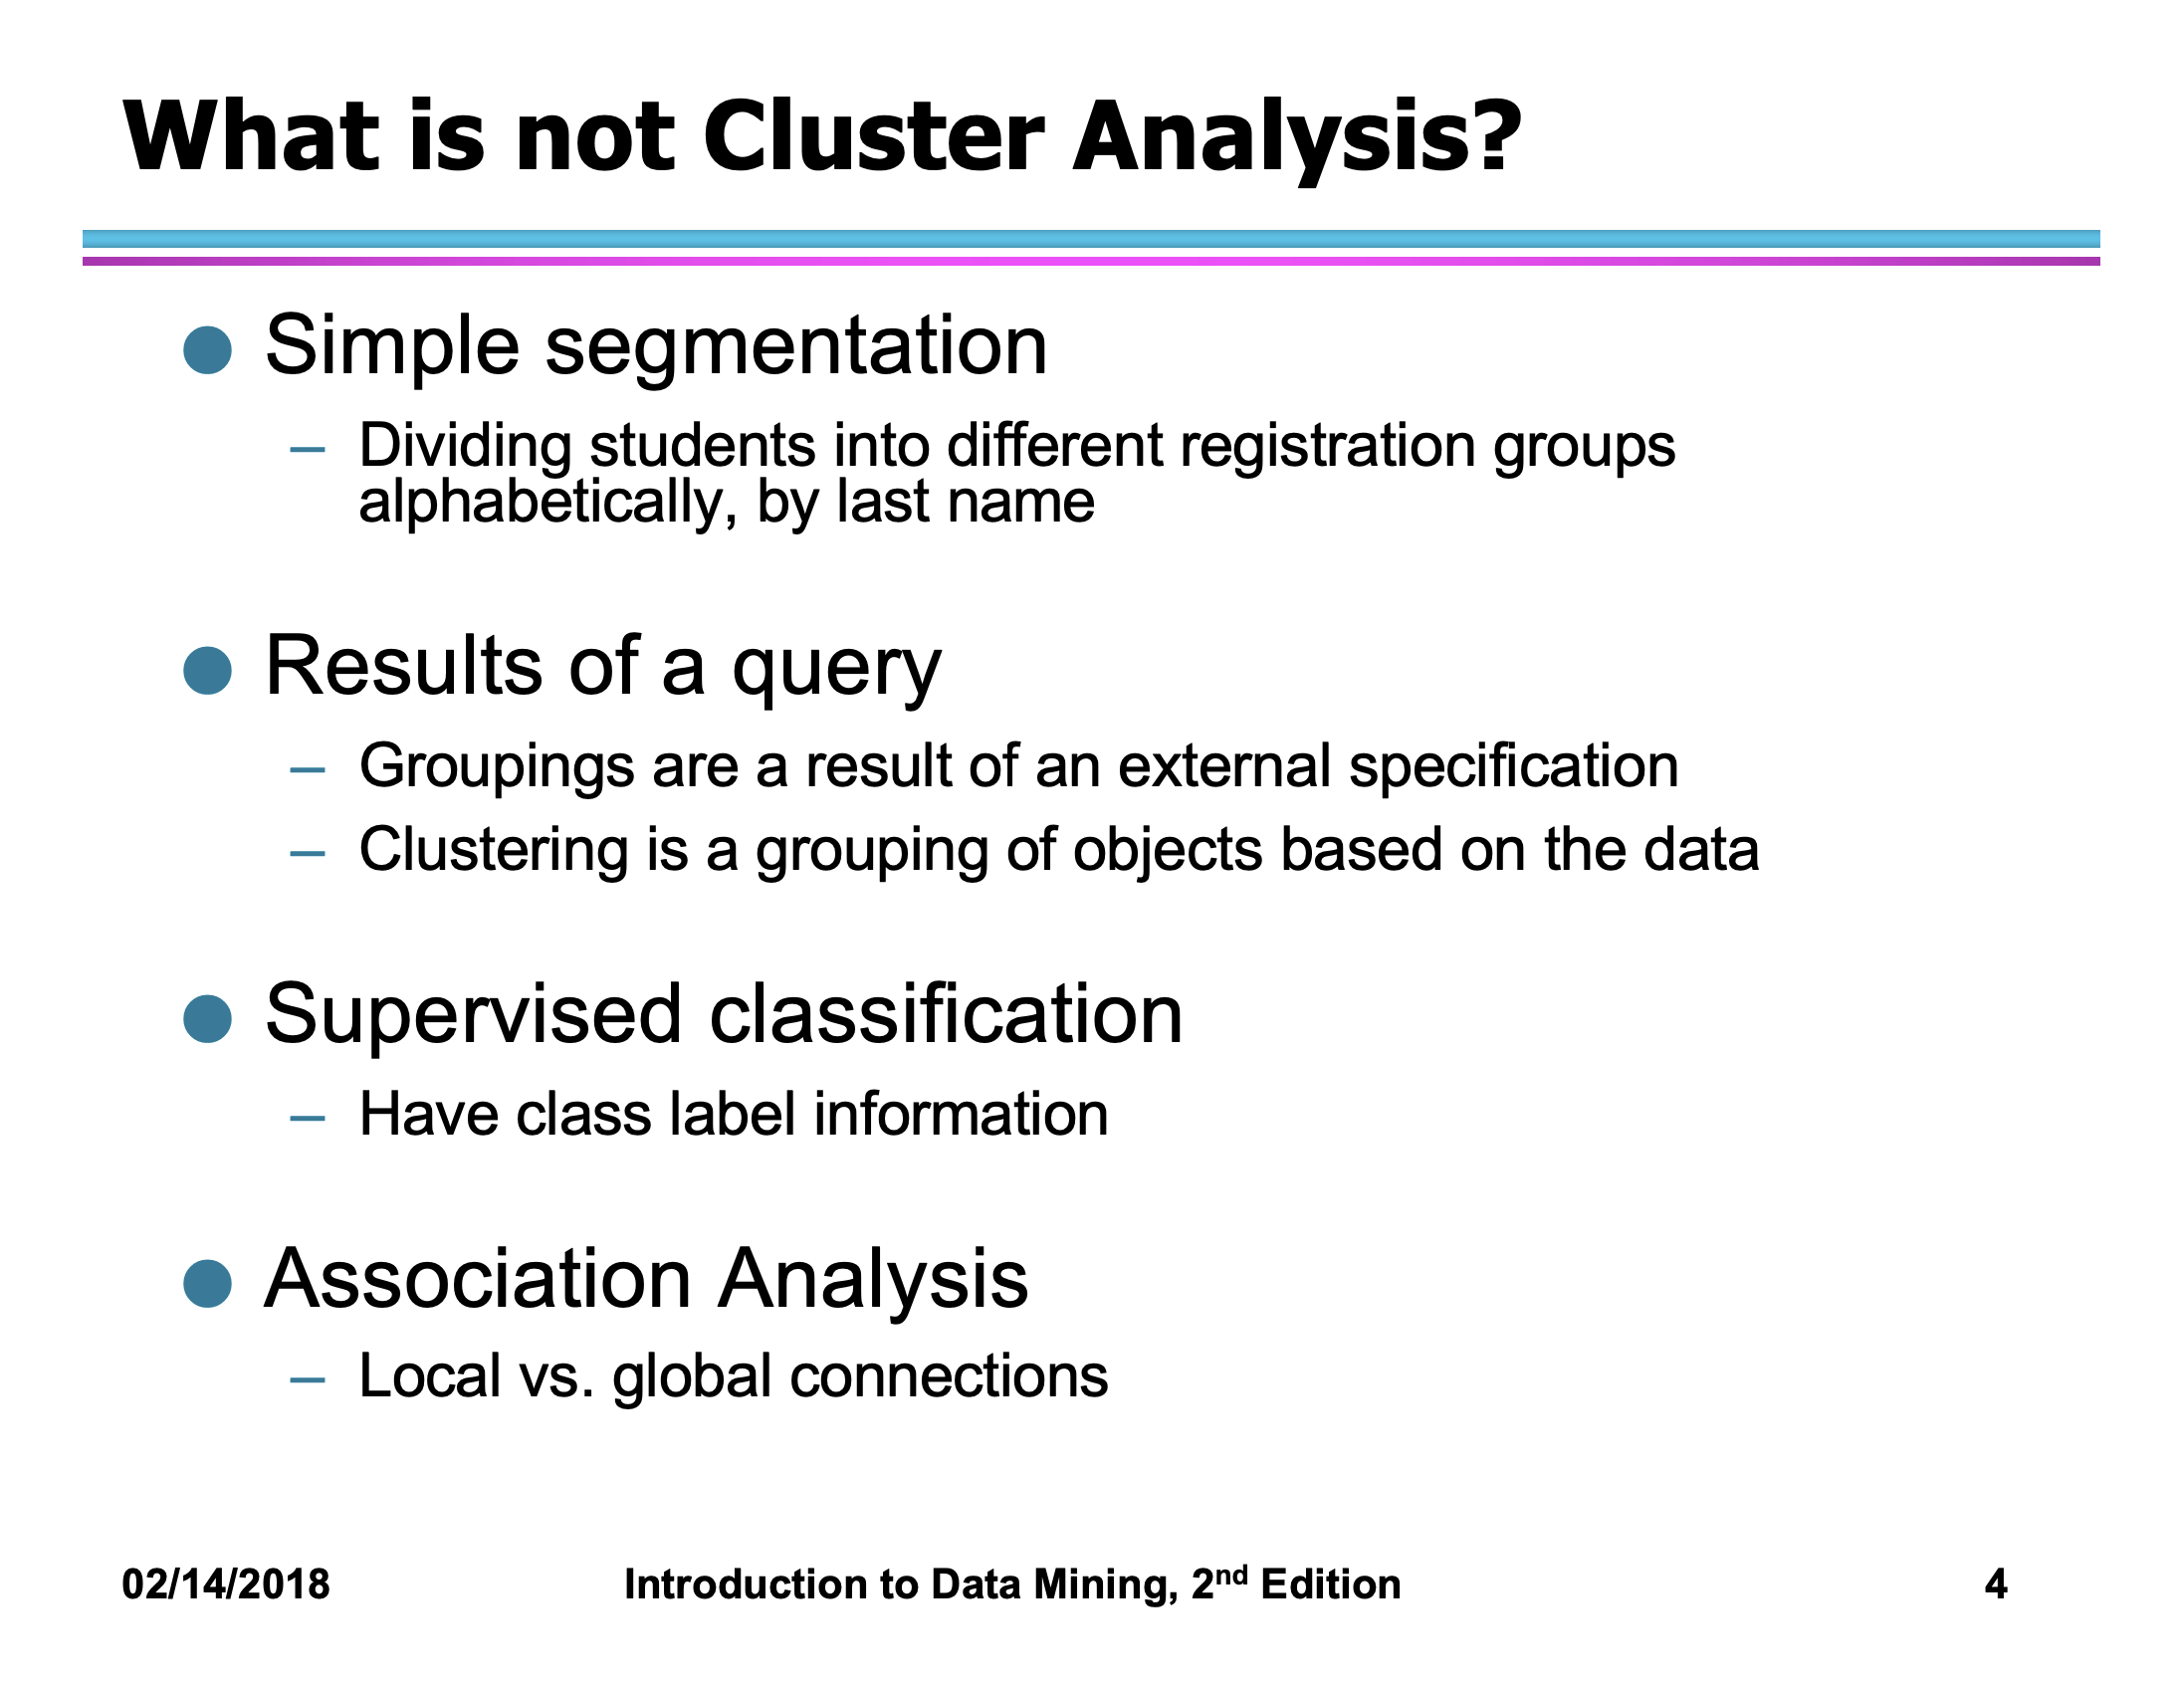 What is not Cluster Analysis?
● Simple segmentation
– Dividing students into different registration groups
alphabetically, by last name
● Results of a query
– Groupings are a result of an external specification
– Clustering is a grouping of objects based on the data
● Supervised classification
– Have class label information
● Association Analysis
– Local vs. global connections
02/14/2018 Introduction to Data Mining, 2nd Edition 4